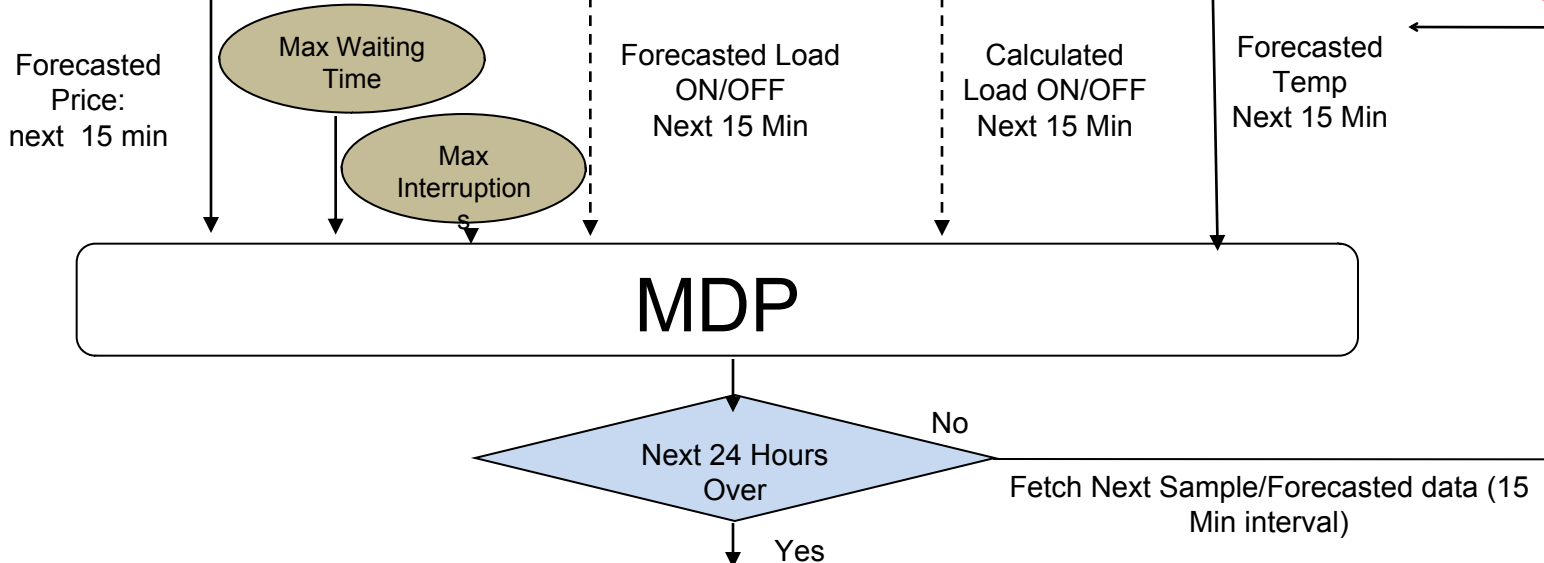 Forecasted
Price:
next 15 min
Max Waiting
Time
Max
Interruption
s
Forecasted Load
ON/OFF
Next 15 Min
Calculated
Load ON/OFF
Next 15 Min
Forecasted
Temp
Next 15 Min
MDP
Next 24 Hours
Over
No
Fetch Next Sample/Forecasted data (15
Min interval)
Yes